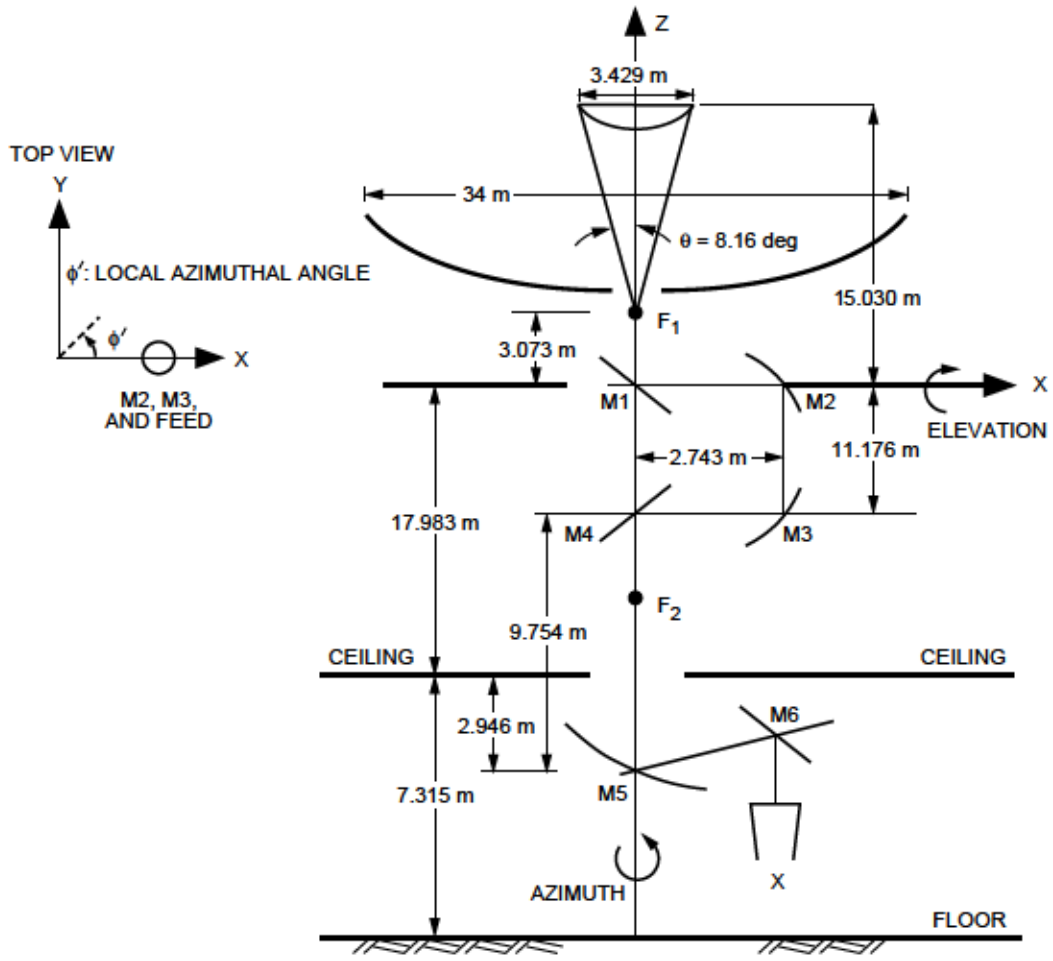 Z
3.429 m
TOP VIEW
Y
34 m
θ = 8.16 deg
ϕ′: LOCAL AZIMUTHAL ANGLE
15.030 m
F1
ϕ′
3.073 m
X
X
M2, M3,
AND FEED
M1
M2
ELEVATION
2.743 m
11.176 m
17.983 m
M4
M3
F2
9.754 m
CEILING
CEILING
2.946 m
M6
M5
7.315 m
X
AZIMUTH
FLOOR